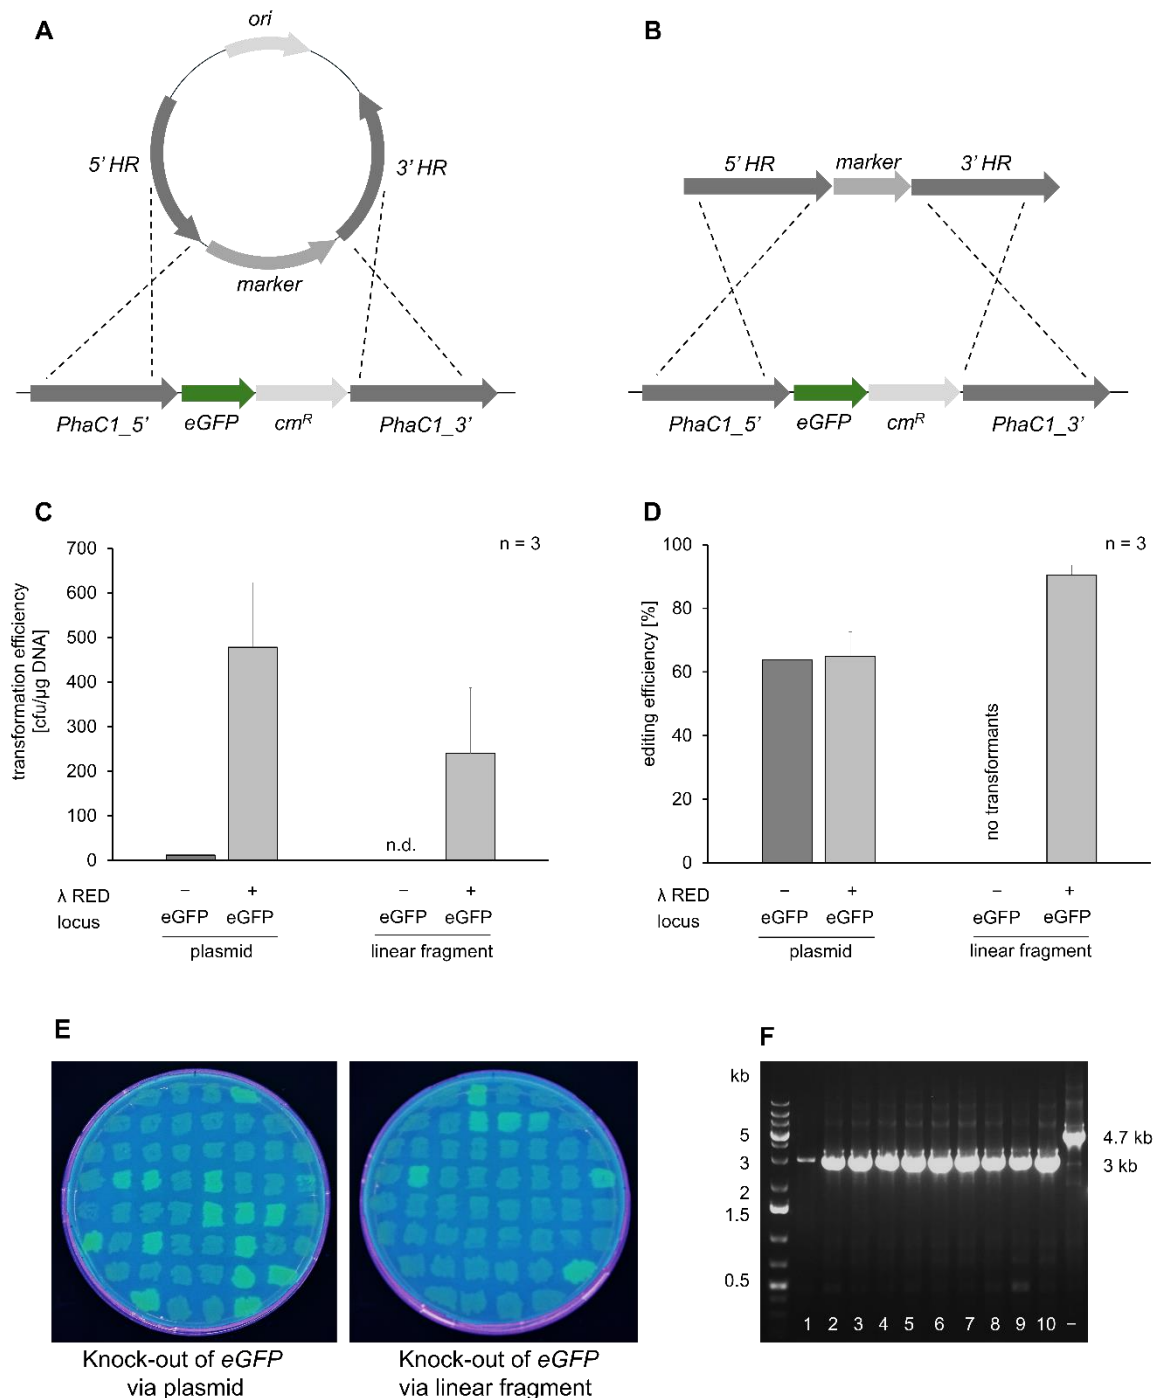 A
ori
5' HR
3' HR
marker
PhaC1_5'
eGFP
cmR
PhaC1_3'
B
5' HR
marker
3' HR
PhaC1_5'
eGFP
cmR
PhaC1_3'
C
n = 3
transformation efficiency
[cfu/µg DNA]
700
600
500
400
300
200
100
0
n.d.
λ RED
– + – +
locus
eGFP eGFP eGFP eGFP
plasmid
linear fragment
D
n = 3
editing efficiency [%]
100
80
60
40
20
0
no transformants
λ RED
– + – +
locus
eGFP eGFP eGFP eGFP
plasmid
linear fragment
E
Knock-out of eGFP
via plasmid
Knock-out of eGFP
via linear fragment
F
kb
5
3
2
1.5
0.5
4.7 kb
3 kb
1 2 3 4 5 6 7 8 9 10 –